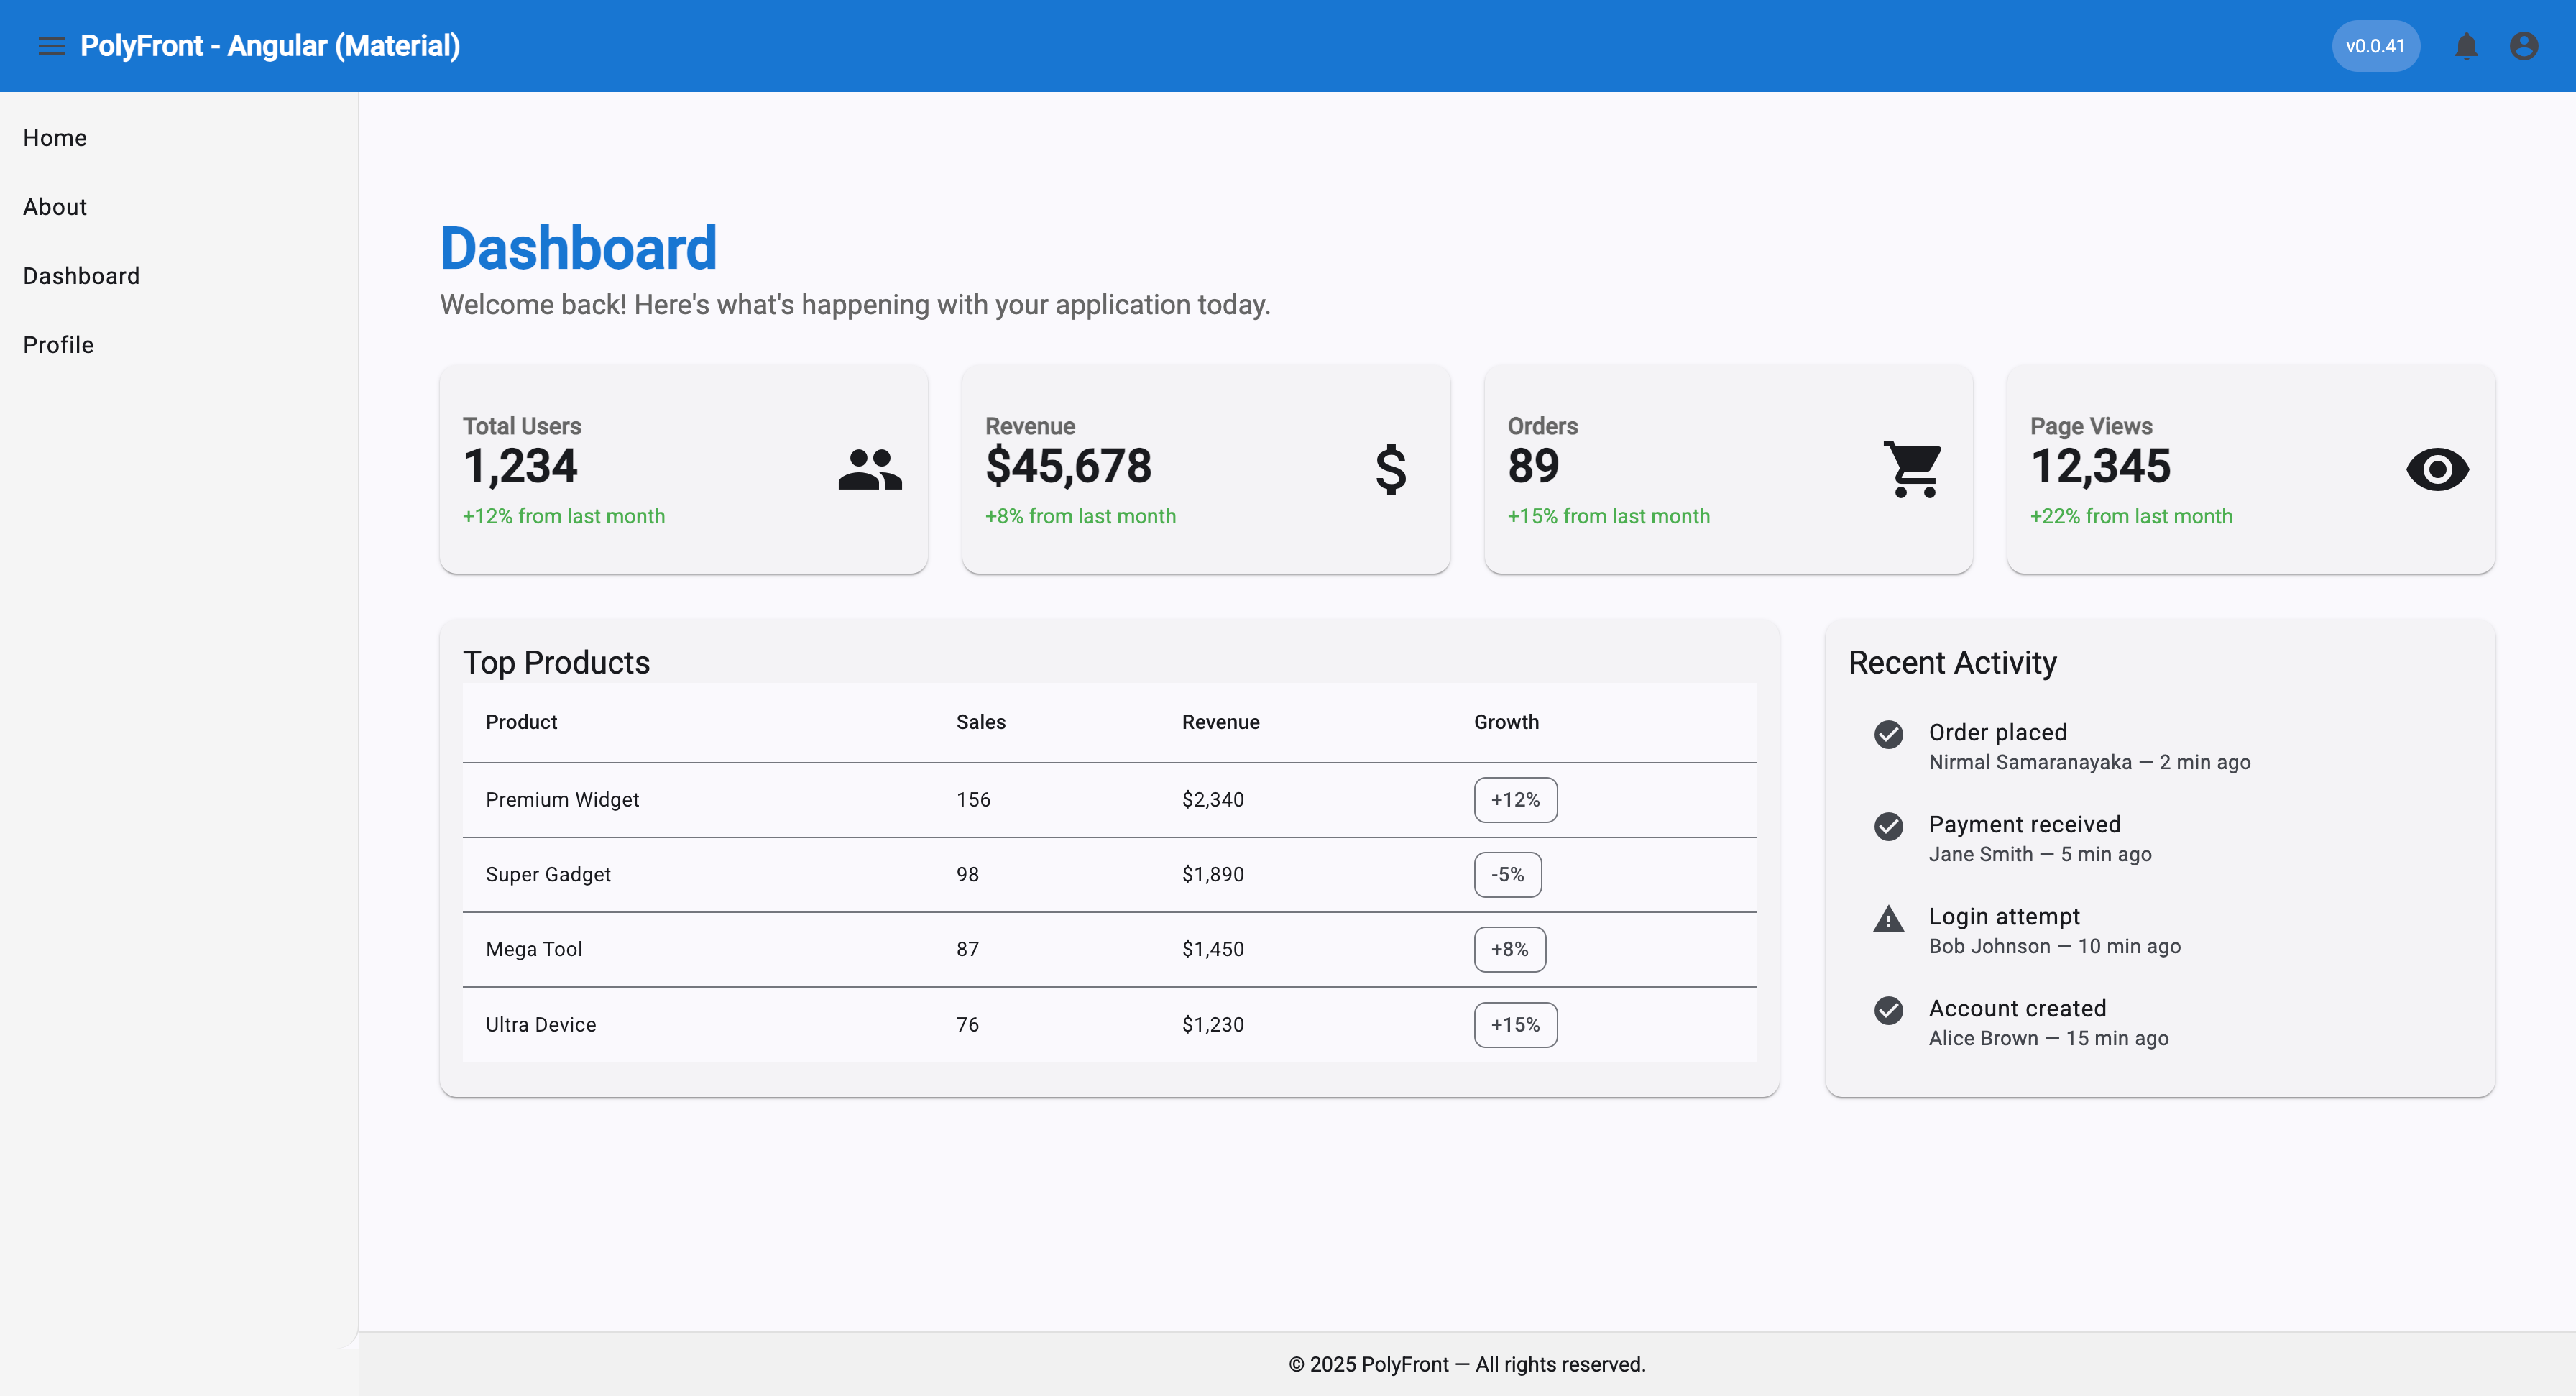 PolyFront - Angular (Material)
v0.0.41
Home
About
Dashboard
Profile
Dashboard
Welcome back! Here's what's happening with your application today.
Total Users
1,234
+12% from last month
Revenue
$45,678
+8% from last month
Orders
89
+15% from last month
Page Views
12,345
+22% from last month
Top Products
Product Sales Revenue Growth
Premium Widget 156 $2,340 +12%
Super Gadget 98 $1,890 -5%
Mega Tool 87 $1,450 +8%
Ultra Device 76 $1,230 +15%
Recent Activity
Order placed
Nirmal Samaranayaka — 2 min ago
Payment received
Jane Smith — 5 min ago
Login attempt
Bob Johnson — 10 min ago
Account created
Alice Brown — 15 min ago
© 2025 PolyFront — All rights reserved.